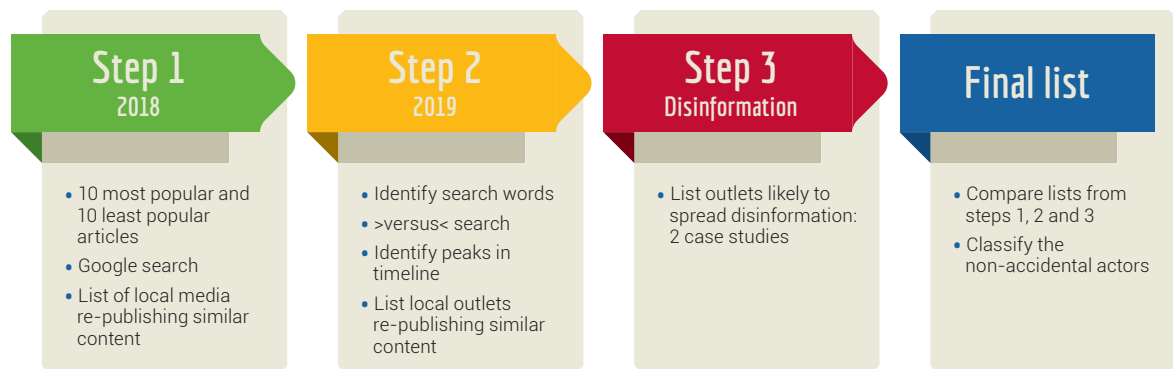 Step 1
2018
• 10 most popular and
10 least popular
articles
• Google search
• List of local media
re-publishing similar
content
Step 2
2019
• Identify search words
• >versus< search
• Identify peaks in
timeline
• List local outlets
re-publishing similar
content
Step 3
Disinformation
• List outlets likely to
spread disinformation:
2 case studies
Final list
• Compare lists from
steps 1, 2 and 3
• Classify the
non-accidental actors